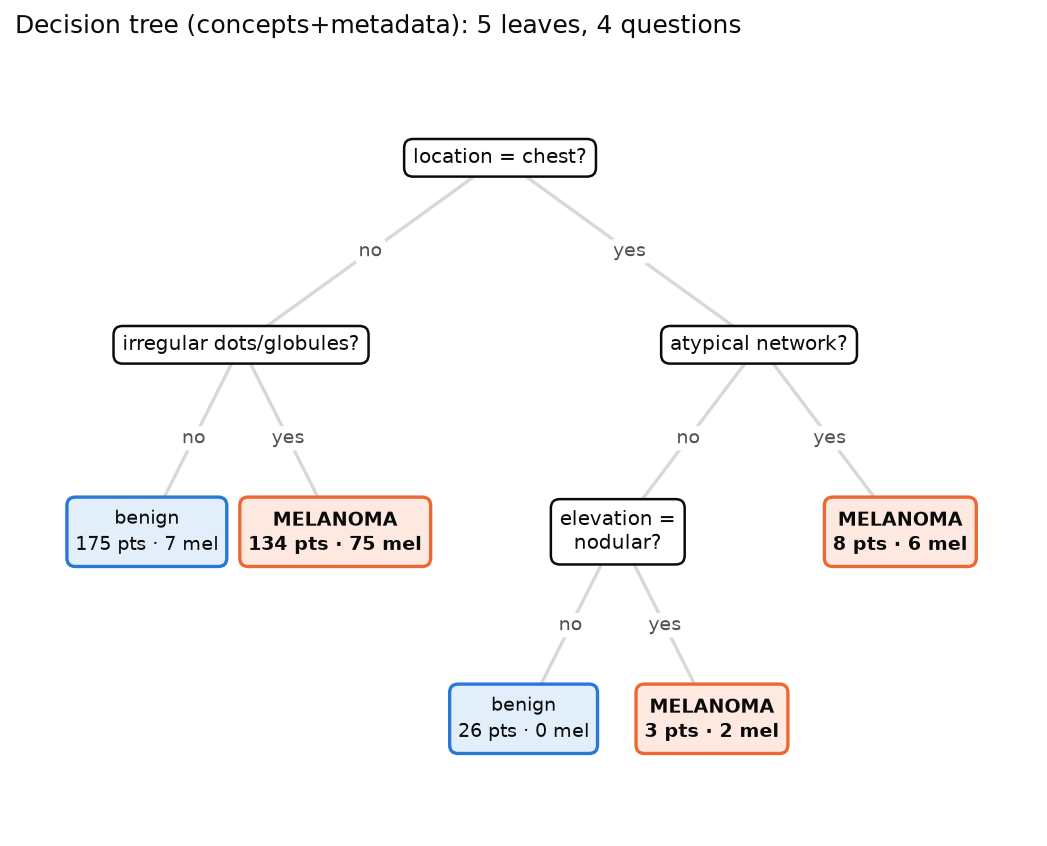 Decision tree (concepts+metadata): 5 leaves, 4 questions
location = chest?
no
yes
irregular dots/globules?
atypical network?
no
yes
no
yes
benign
175 pts · 7 mel
MELANOMA
134 pts · 75 mel
elevation =
nodular?
MELANOMA
8 pts · 6 mel
no
yes
benign
26 pts · 0 mel
MELANOMA
3 pts · 2 mel